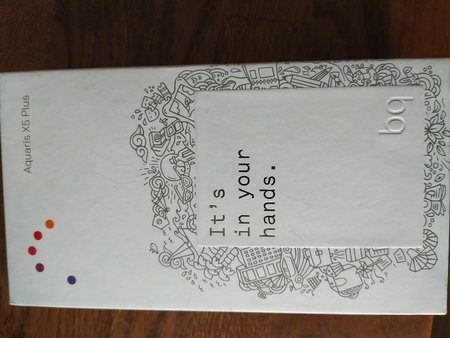 Aquaris X5 Plus
It's
in your
hands.
bq